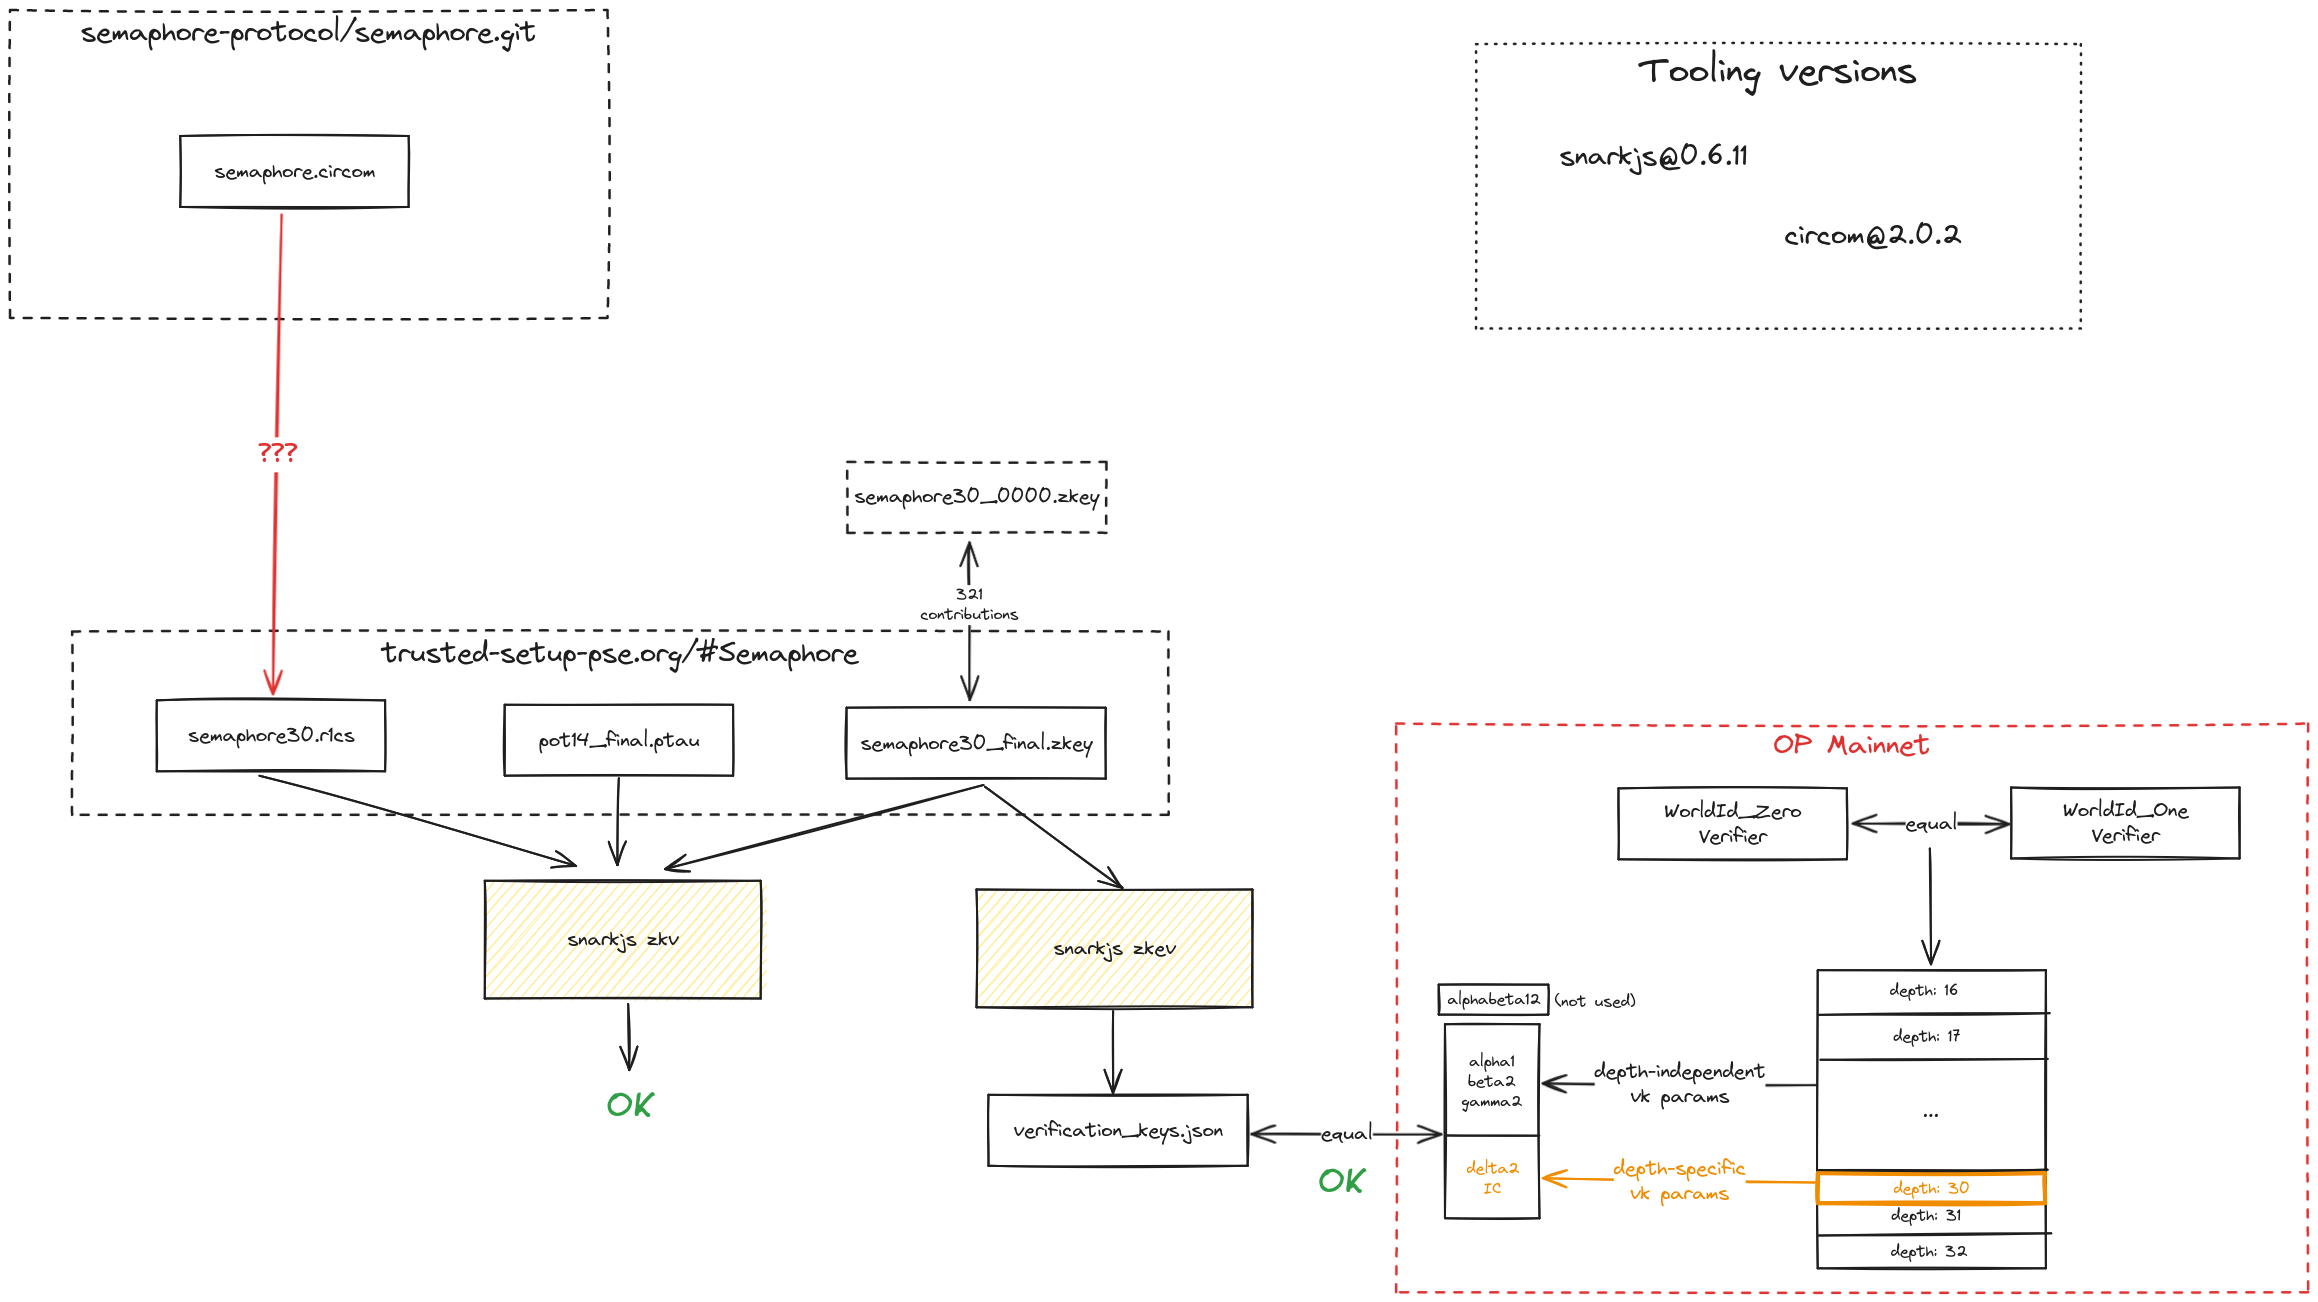 semaphore-protocol/semaphore.git
semaphore.circom
Tooling versions
snarkjs@0.6.11
circom@2.0.2
???
semaphore30_0000.zkey
321
contributions
trusted-setup-pse.org/#Semaphore
semaphore30.r1cs
pot14_final.ptau
semaphore30_final.zkey
snarkjs zkv
snarkjs zkev
OK
verification_keys.json
equal
OK
OP Mainnet
WorldId_Zero
Verifier
equal
WorldId_One
Verifier
alphabeta12
(not used)
alpha1
beta2
gamma2
delta2
IC
depth-independent
vk params
depth-specific
vk params
depth: 16
depth: 17
...
depth: 30
depth: 31
depth: 32